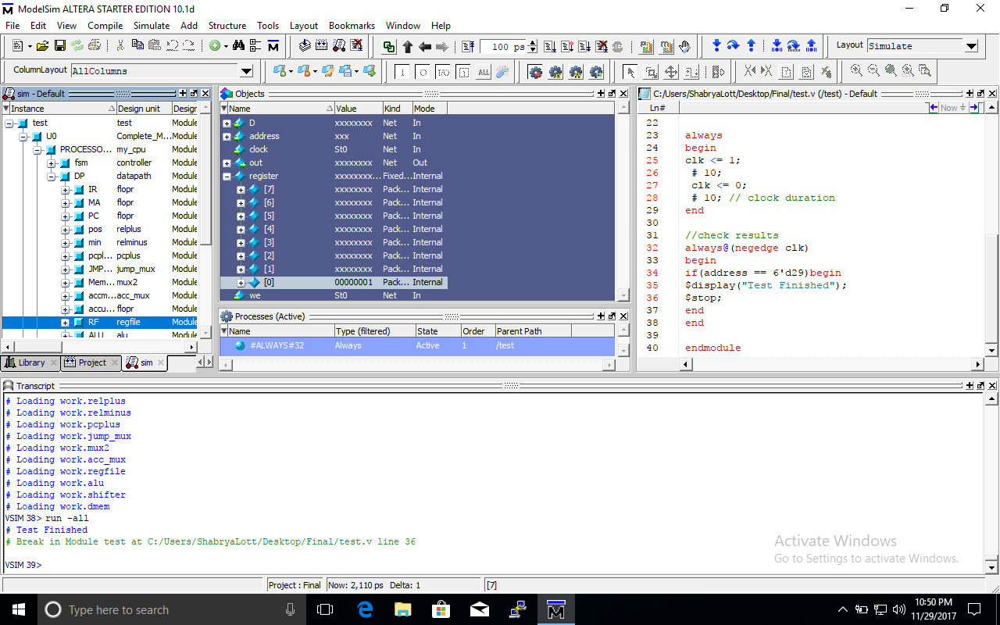 ModelSim ALTERA STARTER EDITION 10.1d
File Edit View Compile Simulate Add Structure Tools Layout Bookmarks Window Help
100 ps
Layout Simulate
ColumnLayout AllColumns
sim - Default
Instance Design unit Design
test test Module
U0 Complete_M... Module
PROCESSO... my_cpu Module
fsm controller Module
DP datapath Module
IR flopr Module
MA flopr Module
PC flopr Module
pos relplus Module
min relminus Module
pcpl... pcplus Module
JMP... jump_mux Module
Mem... mux2 Module
accm... acc_mux Module
accu... flopr Module
RF regfile Module
ALU alu Module
Library Project sim
Objects
Name Value Kind Mode
D xxxxxxxx Net In
address xxx Net In
clock St0 Net In
out xxxxxxxx Net Out
register xxxxxxxx... Fixed... Internal
[7] xxxxxxxx Pack... Internal
[6] xxxxxxxx Pack... Internal
[5] xxxxxxxx Pack... Internal
[4] xxxxxxxx Pack... Internal
[3] xxxxxxxx Pack... Internal
[2] xxxxxxxx Pack... Internal
[1] xxxxxxxx Pack... Internal
[0] 00000001 Pack... Internal
we St0 Net In
Processes (Active)
Name Type (filtered) State Order Parent Path
#ALWAYS#32 Always Active 1 /test
C:/Users/ShabryaLott/Desktop/Final/test.v (/test) - Default
Ln# Now
22
23 always
24 begin
25 clk <= 1;
26 # 10;
27 clk <= 0;
28 # 10; // clock duration
29 end
30
31 //check results
32 always@(negedge clk)
33 begin
34 if(address == 6'd29)begin
35 $display("Test Finished");
36 $stop;
37 end
38 end
39
40 endmodule
Transcript
# Loading work.relplus
# Loading work.relminus
# Loading work.pcplus
# Loading work.jump_mux
# Loading work.mux2
# Loading work.acc_mux
# Loading work.regfile
# Loading work.alu
# Loading work.shifter
# Loading work.dmem
VSIM 38> run -all
# Test Finished
# Break in Module test at C:/Users/ShabryaLott/Desktop/Final/test.v line 36
VSIM 39>
Activate Windows
Go to Settings to activate Windows.
Project : Final Now: 2,110 ps Delta: 1 [7]
Type here to search
10:50 PM
11/29/2017